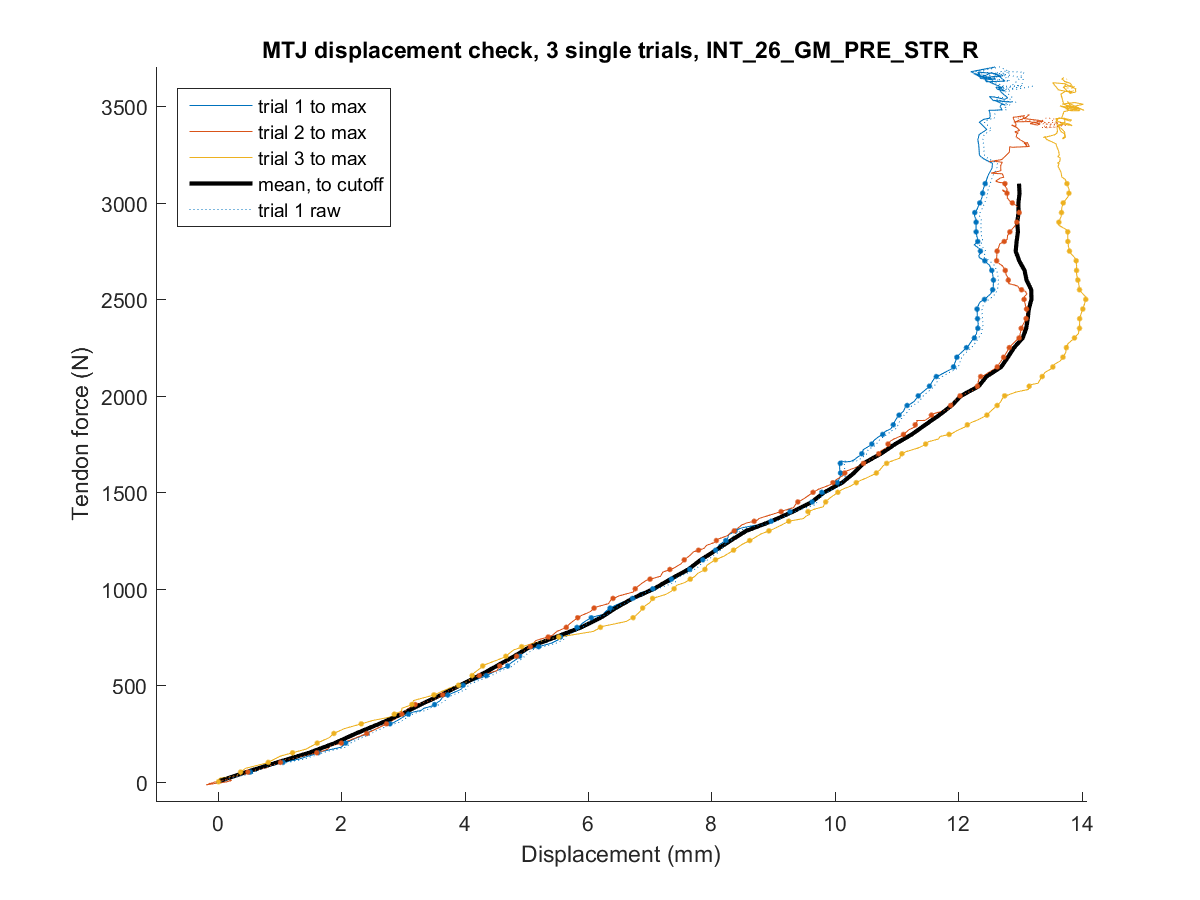 MTJ displacement check, 3 single trials, INT_26_GM_PRE_STR_R
trial 1 to max
trial 2 to max
trial 3 to max
mean, to cutoff
trial 1 raw
3500
3000
2500
2000
1500
1000
500
0
Tendon force (N)
0 2 4 6 8 10 12 14
Displacement (mm)